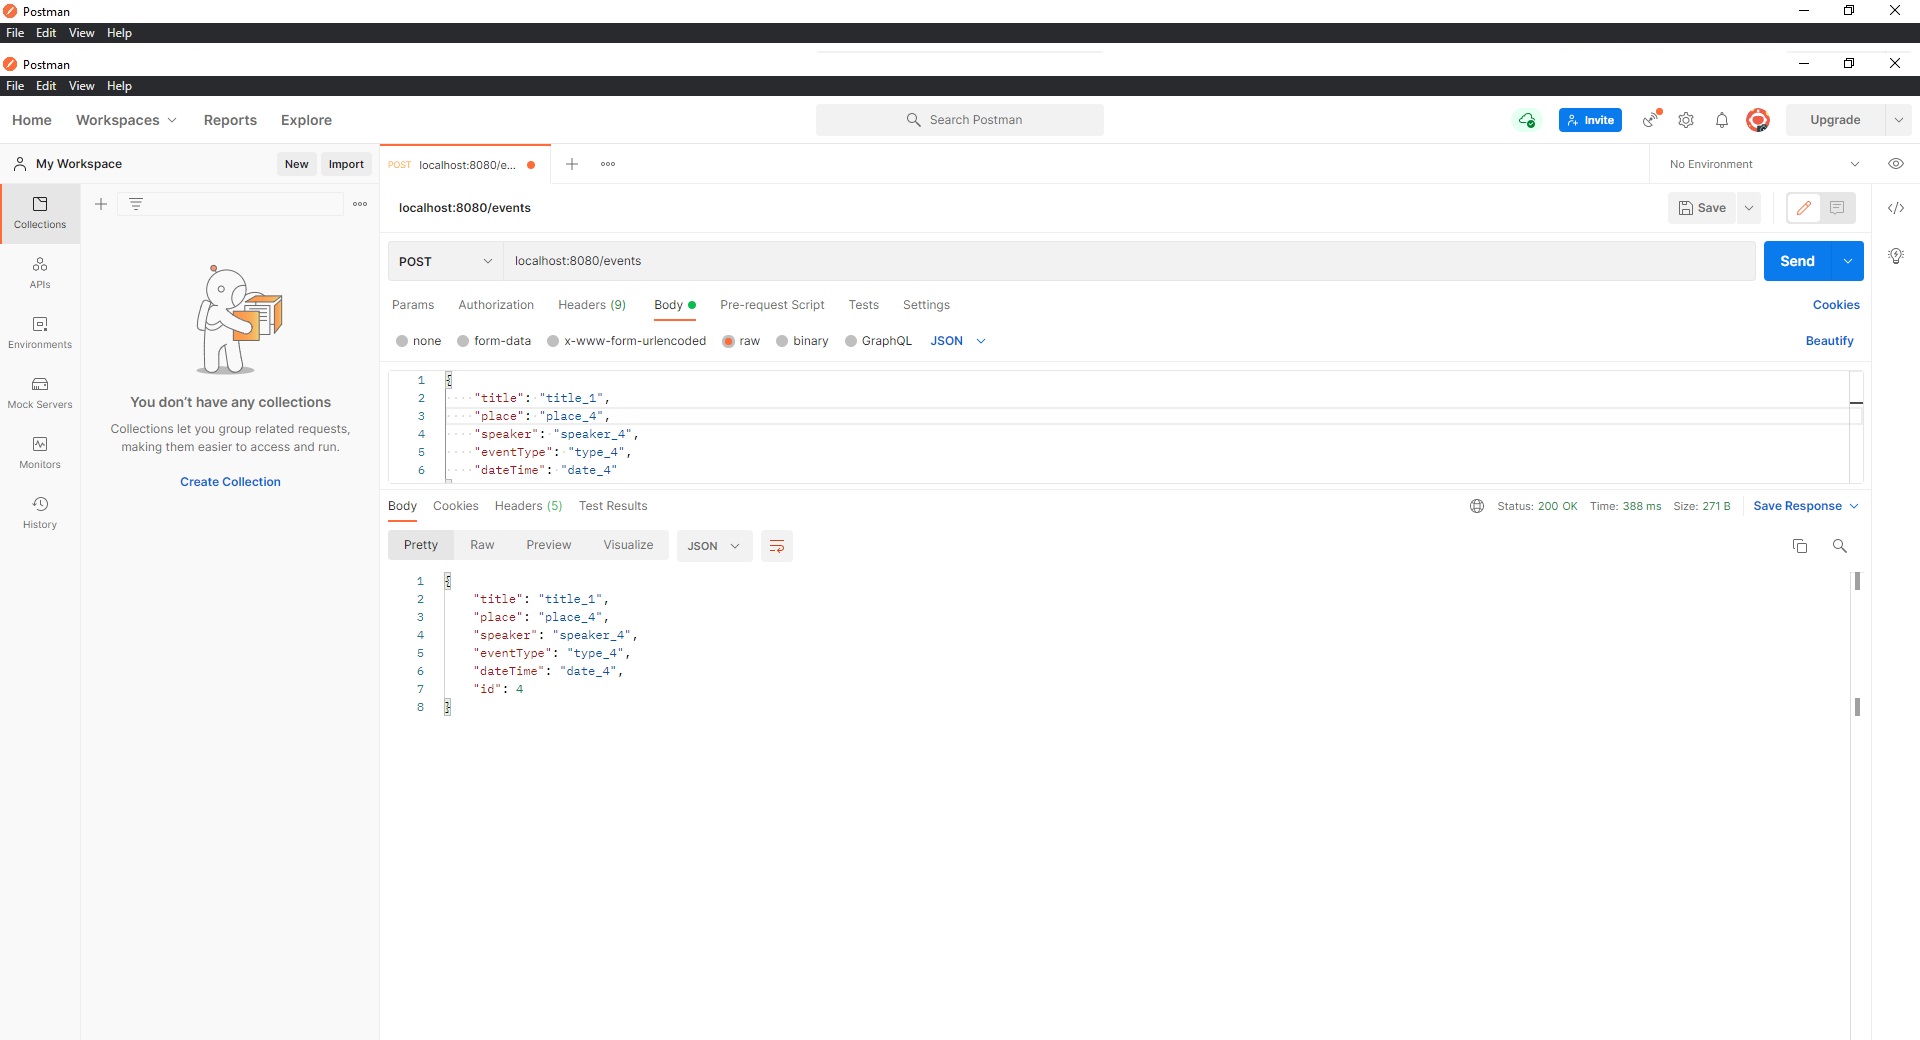 Postman
File Edit View Help
Postman
File Edit View Help
Home Workspaces Reports Explore
Search Postman
Invite
Upgrade
My Workspace
New Import
POST localhost:8080/e...
No Environment
Collections
APIs
Environments
Mock Servers
Monitors
History
You don't have any collections
Collections let you group related requests,
making them easier to access and run.
Create Collection
localhost:8080/events
Save
POST localhost:8080/events
Send
Params Authorization Headers (9) Body Pre-request Script Tests Settings
Cookies
none form-data x-www-form-urlencoded raw binary GraphQL JSON
Beautify
1 {
2 "title": "title_1",
3 "place": "place_4",
4 "speaker": "speaker_4",
5 "eventType": "type_4",
6 "dateTime": "date_4"
Body Cookies Headers (5) Test Results
Status: 200 OK Time: 388 ms Size: 271 B
Save Response
Pretty Raw Preview Visualize JSON
1 {
2 "title": "title_1",
3 "place": "place_4",
4 "speaker": "speaker_4",
5 "eventType": "type_4",
6 "dateTime": "date_4",
7 "id": 4
8 }